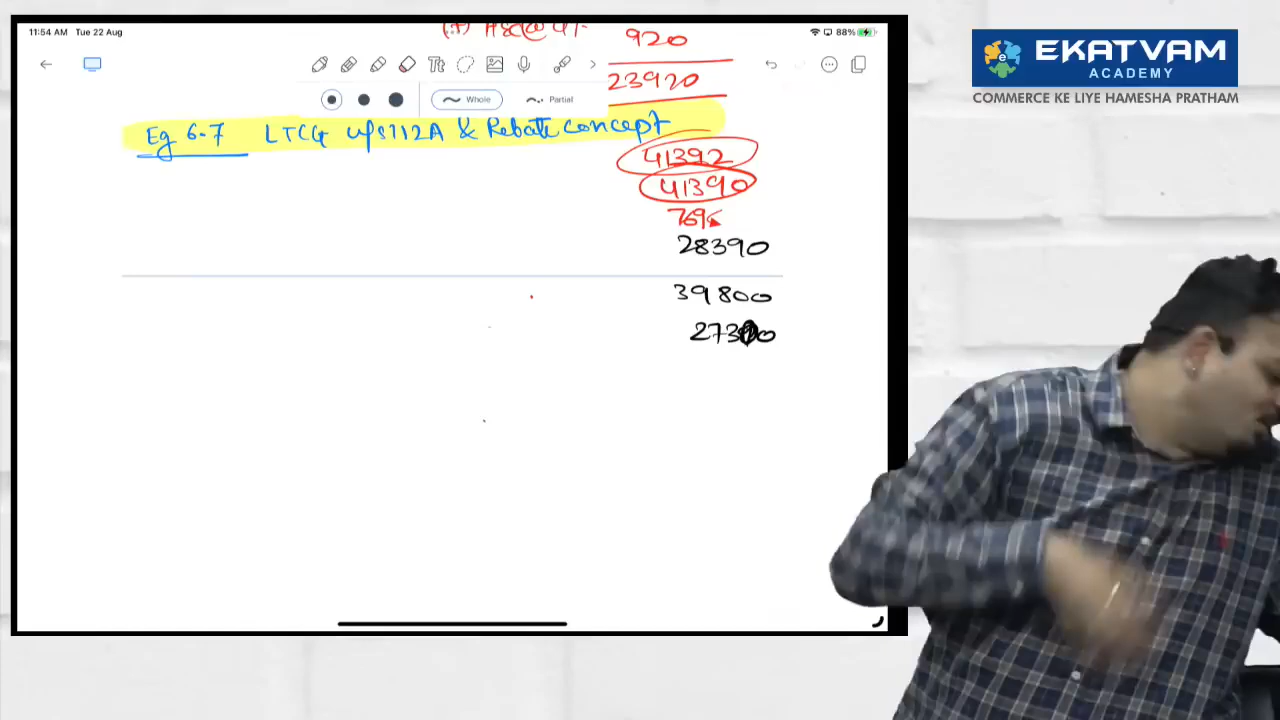 11:54 AM Tue 22 Aug
88%
920
23920
Whole
Partial
Eg 6.7 LTCG u/s 112A & Rebate concept
41392
41390
28390
39800
EKATVAM
ACADEMY
COMMERCE KE LIYE HAMESHA PRATHAM